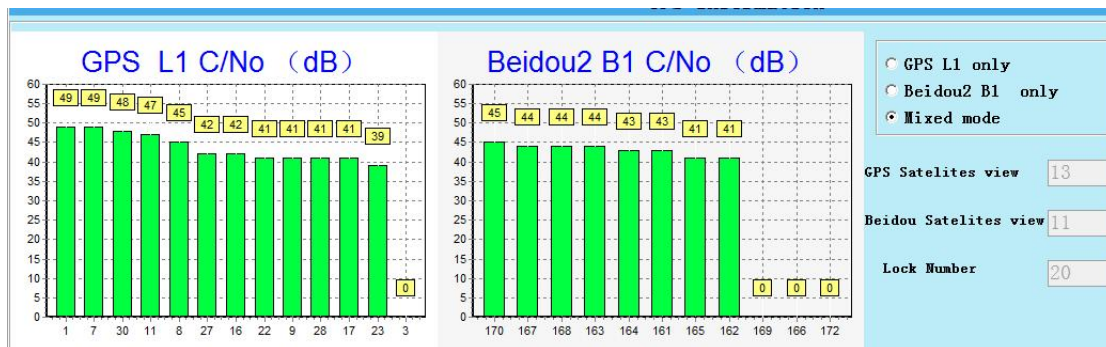 GPS L1 C/No （dB）
60
55
50
45
40
35
30
25
20
15
10
5
0
49 49 48 47 45 42 42 41 41 41 41 39 0
1 7 30 11 8 27 16 22 9 28 17 23 3
Beidou2 B1 C/No （dB）
60
55
50
45
40
35
30
25
20
15
10
5
0
45 44 44 44 43 43 41 41 0 0 0
170 167 168 163 164 161 165 162 169 166 172
GPS L1 only
Beidou2 B1 only
Mixed mode
GPS Satelites view 13
Beidou Satelites view 11
Lock Number 20